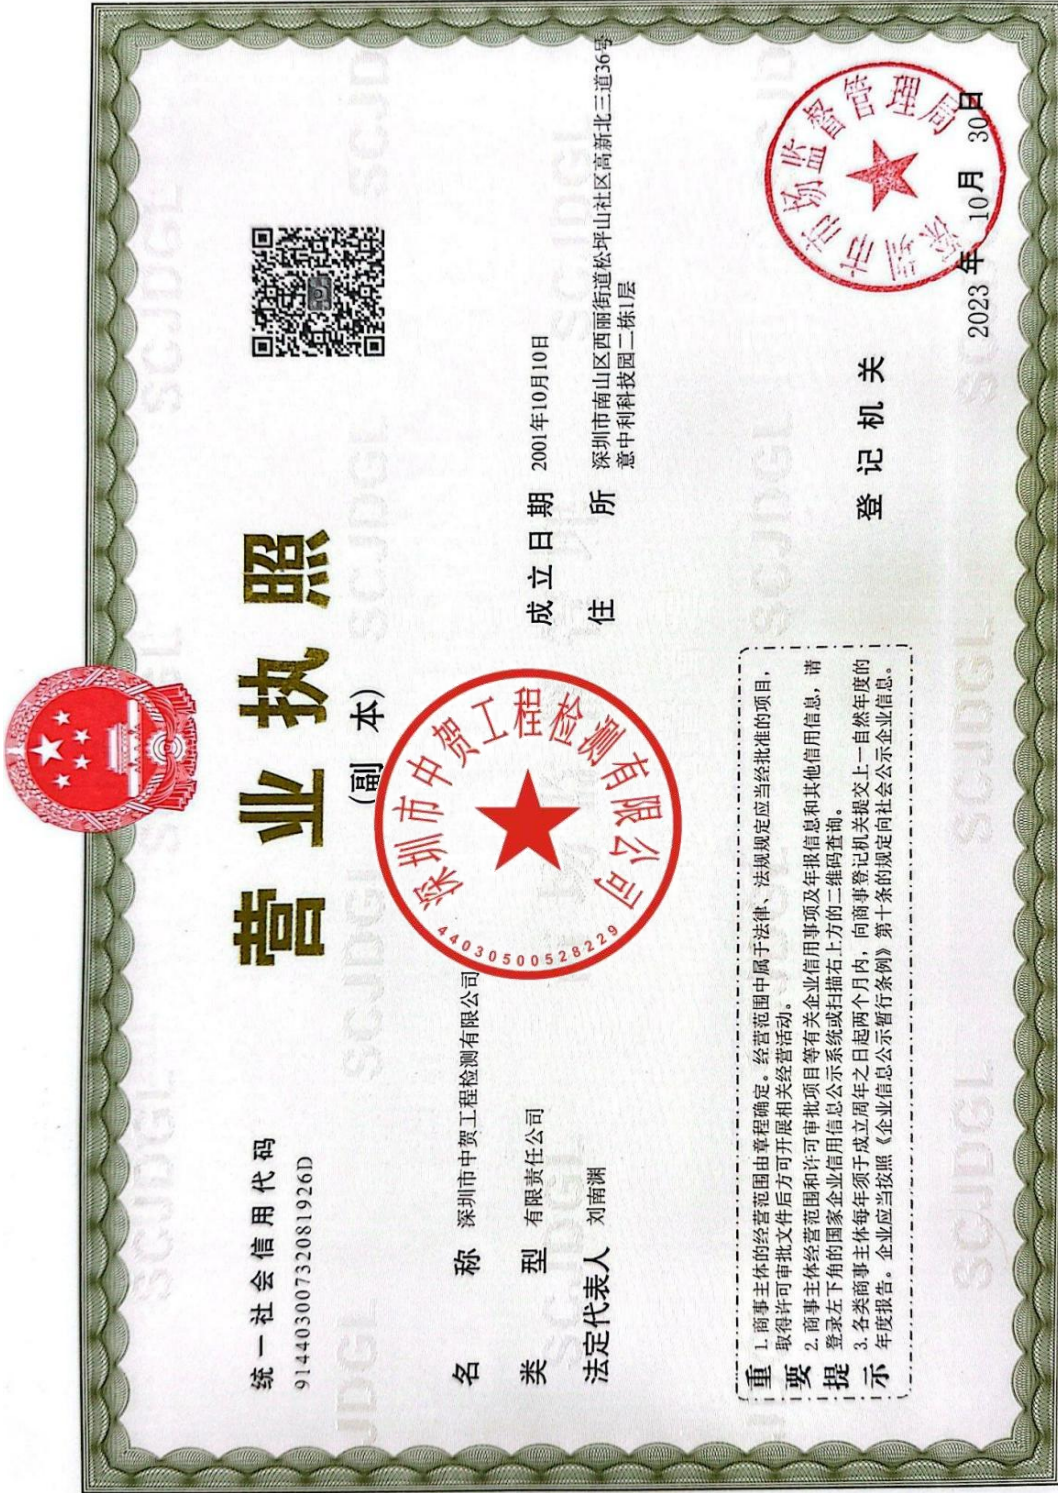 统一社会信用代码
91440300732081926D
营业执照
(副 本)
名 称 深圳市中贺工程检测有限公司
类 型 有限责任公司
法定代表人 刘南渊
成立日期 2001年10月10日
住 所 深圳市南山区西丽街道松坪山社区高新北三道36号
意中利科技园二栋1层
深圳市中贺工程检测有限公司
44030500528229
重要提示
1. 商事主体的经营范围由章程确定。经营范围中属于法律、法规规定应当经批准的项目，
取得许可审批文件后方可开展相关经营活动。
2. 商事主体经营范围和许可审批项目等有关企业信用事项及年报信息和其他信用信息，请
登录左下角的国家企业信用信息公示系统或扫描右上方的二维码查询。
3. 各类商事主体每年须于成立周年之日起两个月内，向商事登记机关提交上一自然年度的
年度报告。企业应当按照《企业信息公示暂行条例》第十条的规定向社会公示企业信息。
登记机关
深圳市市场监督管理局
2023 年 10月 30日
SCJDGL